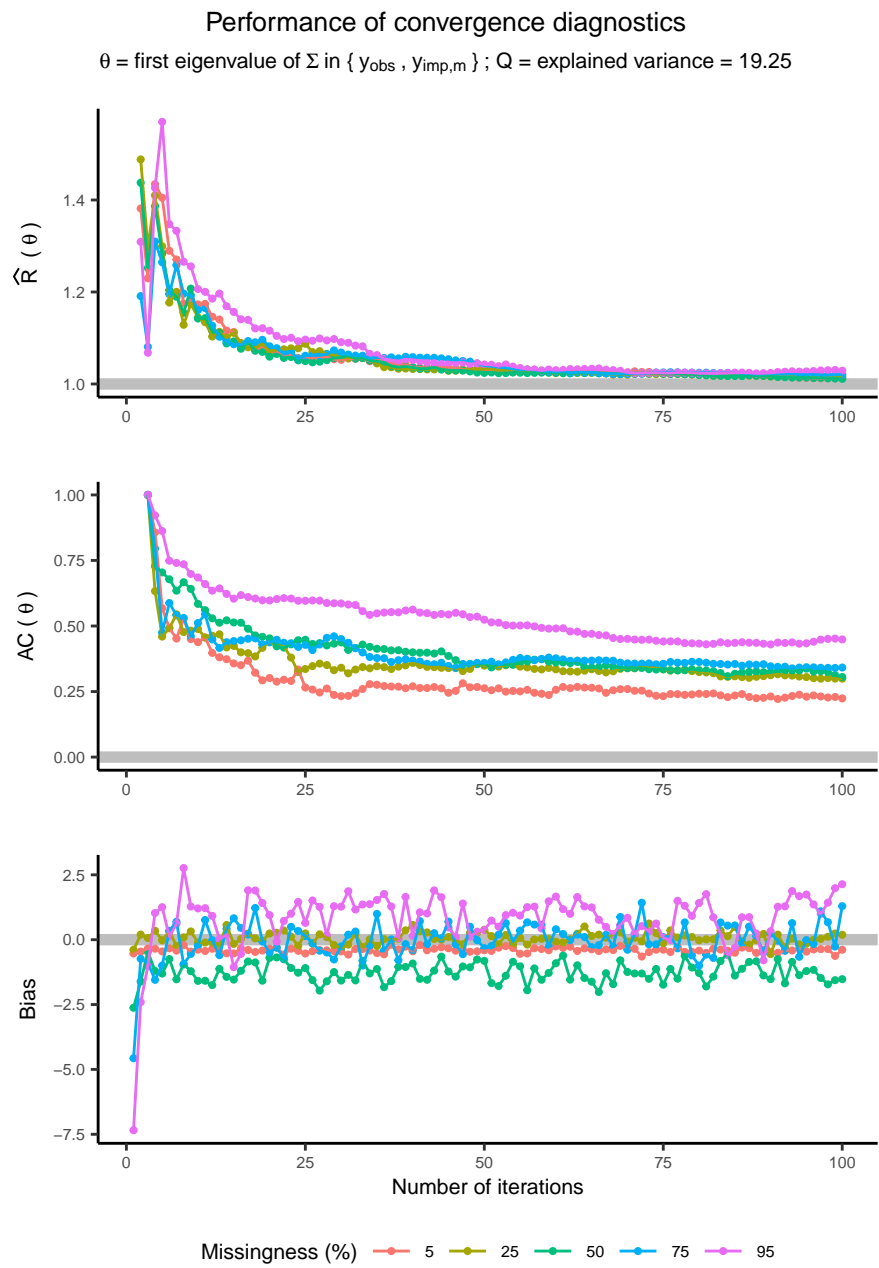 Performance of convergence diagnostics
θ = first eigenvalue of Σ in { y_obs , y_imp,m } ; Q = explained variance = 19.25
R̂ ( θ )
1.4
1.2
1.0
0 25 50 75 100
AC ( θ )
1.00
0.75
0.50
0.25
0.00
0 25 50 75 100
Bias
2.5
0.0
−2.5
−5.0
−7.5
0 25 50 75 100
Number of iterations
Missingness (%) 5 25 50 75 95